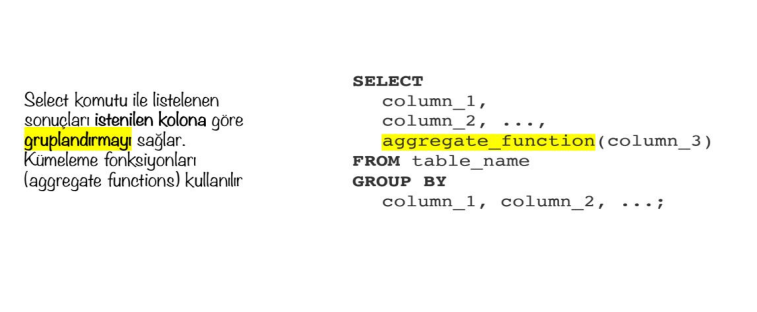 Select komutu ile listelenen
sonuçları istenilen kolona göre
gruplandırmayı sağlar.
Kümeleme fonksiyonları
(aggregate functions) kullanılır
SELECT
column_1,
column_2, ...,
aggregate_function(column_3)
FROM table_name
GROUP BY
column_1, column_2, ...;